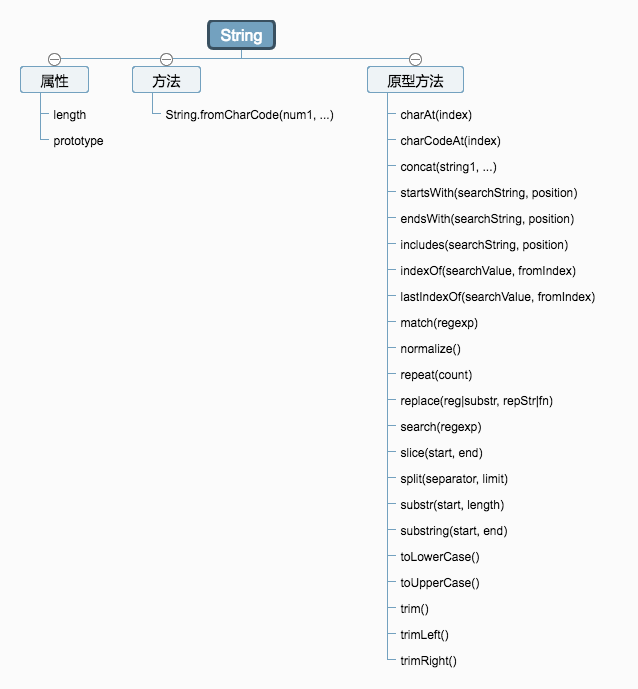 String
属性
length
prototype
方法
String.fromCharCode(num1, ...)
原型方法
charAt(index)
charCodeAt(index)
concat(string1, ...)
startsWith(searchString, position)
endsWith(searchString, position)
includes(searchString, position)
indexOf(searchValue, fromIndex)
lastIndexOf(searchValue, fromIndex)
match(regexp)
normalize()
repeat(count)
replace(reg|substr, repStr|fn)
search(regexp)
slice(start, end)
split(separator, limit)
substr(start, length)
substring(start, end)
toLowerCase()
toUpperCase()
trim()
trimLeft()
trimRight()